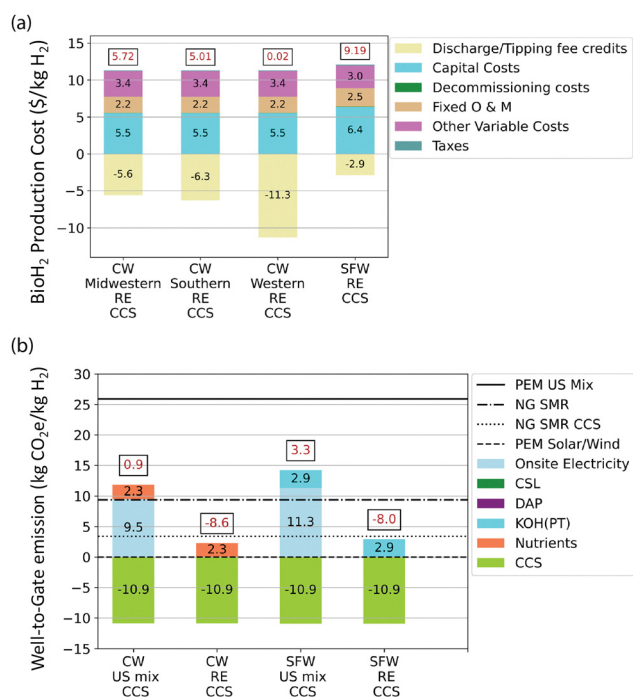 (a)
BioH₂ Production Cost ($/kg H₂)
15
10
5
0
−5
−10
5.72
5.01
0.02
9.19
3.4
3.4
3.4
3.0
2.2
2.2
2.2
2.5
5.5
5.5
5.5
6.4
-5.6
-6.3
-11.3
-2.9
CW
Midwestern
RE
CCS
CW
Southern
RE
CCS
CW
Western
RE
CCS
SFW
RE
CCS
Discharge/Tipping fee credits
Capital Costs
Decommissioning costs
Fixed O & M
Other Variable Costs
Taxes
(b)
Well-to-Gate emission (kg CO₂e/kg H₂)
30
25
20
15
10
5
0
−5
−10
−15
0.9
-8.6
3.3
-8.0
2.3
2.3
2.9
2.9
9.5
11.3
-10.9
-10.9
-10.9
-10.9
CW
US mix
CCS
CW
RE
CCS
SFW
US mix
CCS
SFW
RE
CCS
PEM US Mix
NG SMR
NG SMR CCS
PEM Solar/Wind
Onsite Electricity
CSL
DAP
KOH(PT)
Nutrients
CCS